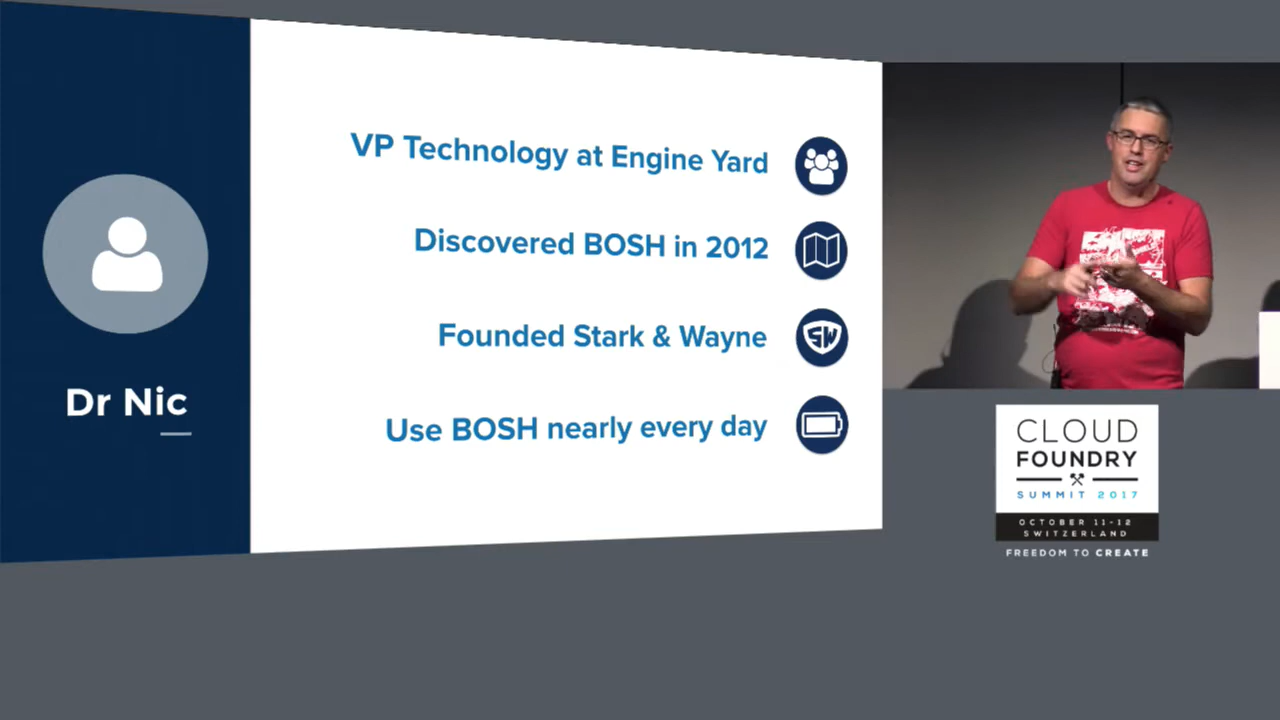 VP Technology at Engine Yard
Discovered BOSH in 2012
Founded Stark & Wayne
Use BOSH nearly every day
Dr Nic
SW
CLOUD
FOUNDRY
SUMMIT 2017
OCTOBER 11-12
SWITZERLAND
FREEDOM TO CREATE